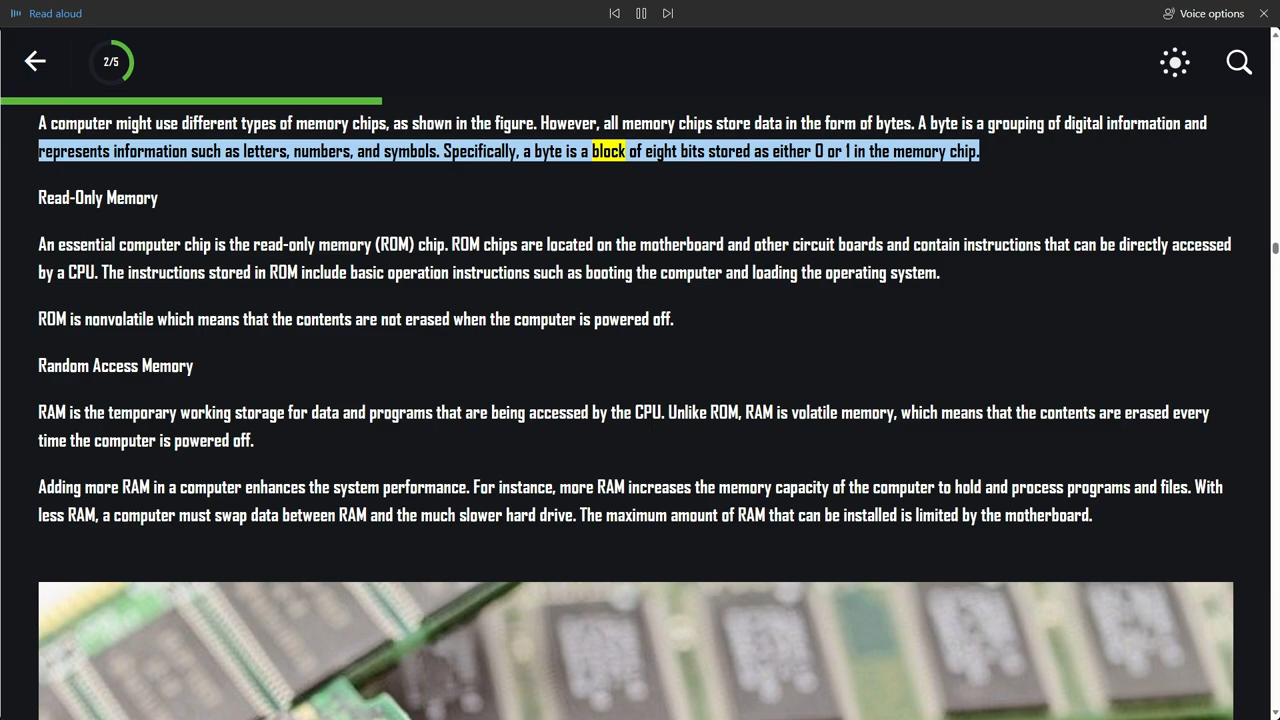 Read aloud
Voice options
2/5
A computer might use different types of memory chips, as shown in the figure. However, all memory chips store data in the form of bytes. A byte is a grouping of digital information and
represents information such as letters, numbers, and symbols. Specifically, a byte is a block of eight bits stored as either 0 or 1 in the memory chip.
Read-Only Memory
An essential computer chip is the read-only memory (ROM) chip. ROM chips are located on the motherboard and other circuit boards and contain instructions that can be directly accessed
by a CPU. The instructions stored in ROM include basic operation instructions such as booting the computer and loading the operating system.
ROM is nonvolatile which means that the contents are not erased when the computer is powered off.
Random Access Memory
RAM is the temporary working storage for data and programs that are being accessed by the CPU. Unlike ROM, RAM is volatile memory, which means that the contents are erased every
time the computer is powered off.
Adding more RAM in a computer enhances the system performance. For instance, more RAM increases the memory capacity of the computer to hold and process programs and files. With
less RAM, a computer must swap data between RAM and the much slower hard drive. The maximum amount of RAM that can be installed is limited by the motherboard.